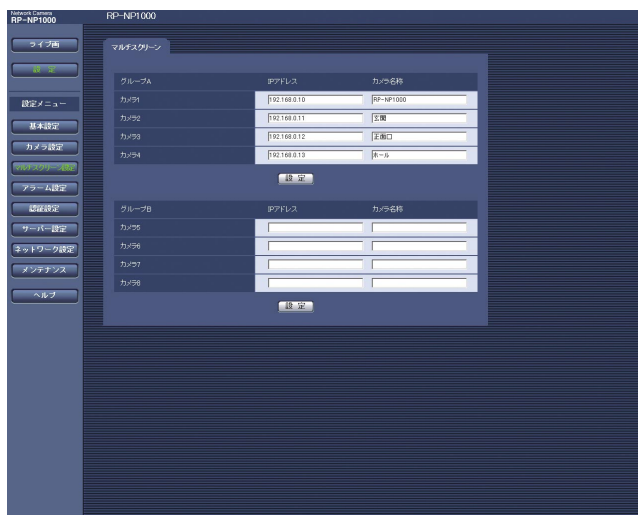 Network Camera
RP-NP1000
RP-NP1000
ライブ画
設 定
設定メニュー
基本設定
カメラ設定
マルチスクリーン設定
アラーム設定
認証設定
サーバー設定
ネットワーク設定
メンテナンス
ヘルプ
マルチスクリーン
グループA IPアドレス カメラ名称
カメラ1 192.168.0.10 RP-NP1000
カメラ2 192.168.0.11 玄関
カメラ3 192.168.0.12 正面口
カメラ4 192.168.0.13 ホール
設 定
グループB IPアドレス カメラ名称
カメラ5
カメラ6
カメラ7
カメラ8
設 定